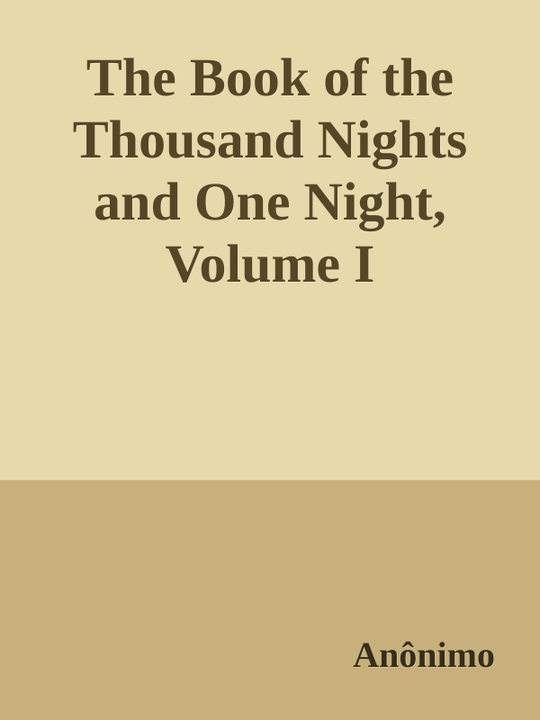 The Book of the
Thousand Nights
and One Night,
Volume I
Anônimo